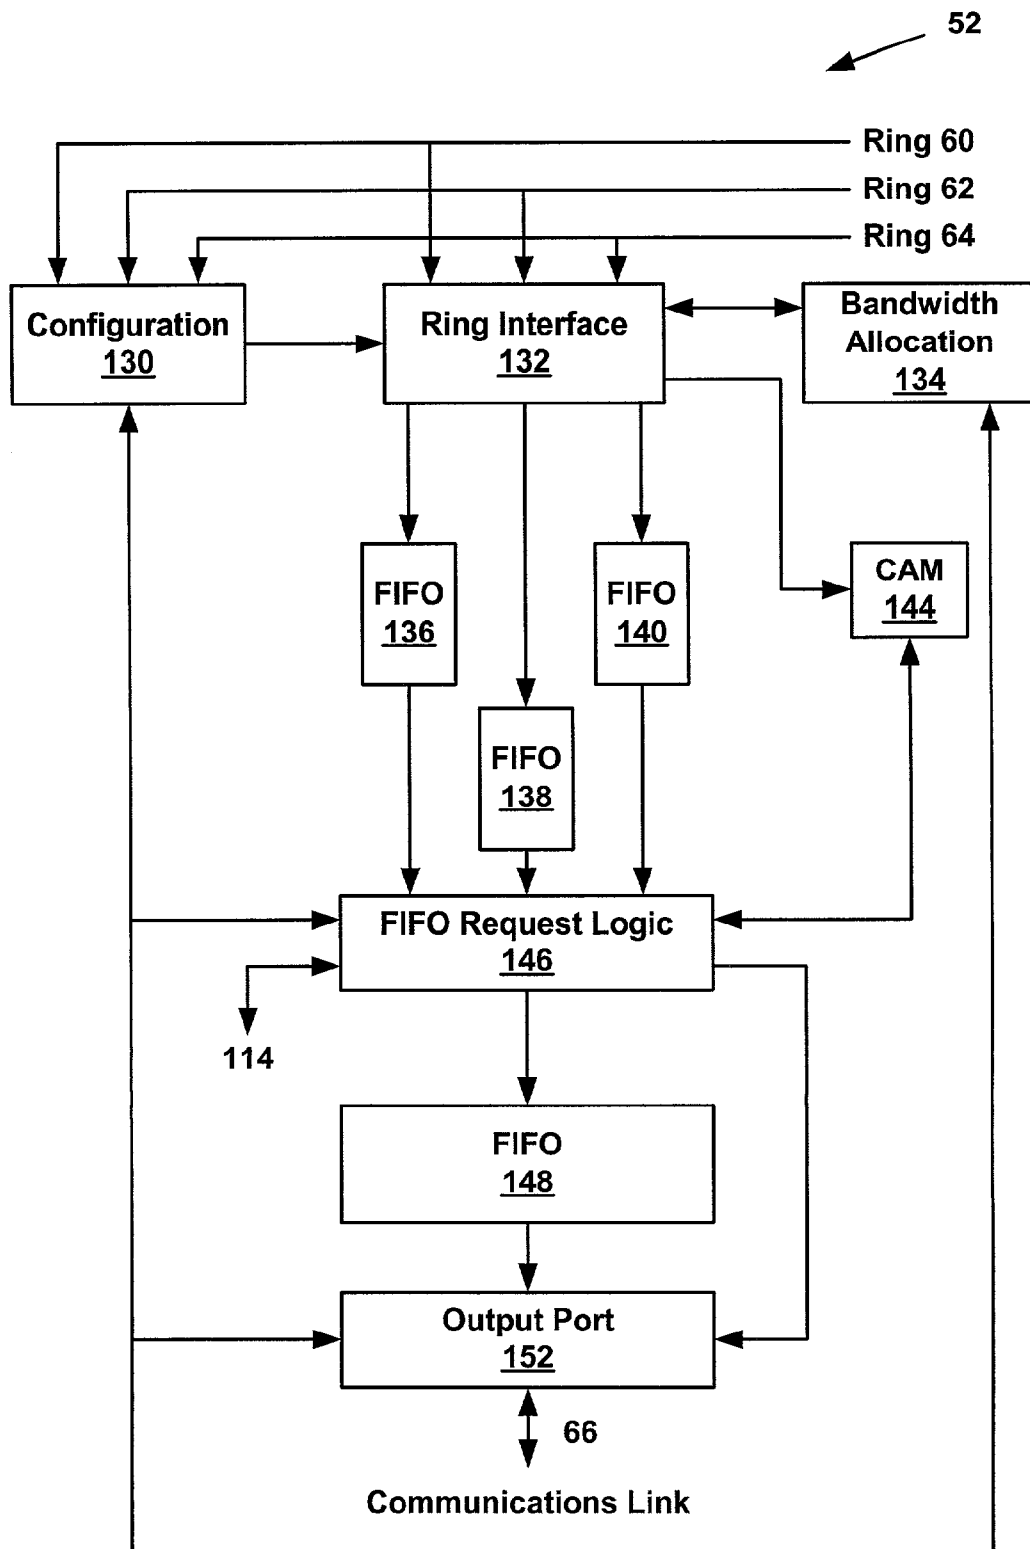 52
Ring 60
Ring 62
Ring 64
Configuration
130
Ring Interface
132
Bandwidth
Allocation
134
FIFO
136
FIFO
140
CAM
144
FIFO
138
FIFO Request Logic
146
114
FIFO
148
Output Port
152
66
Communications Link